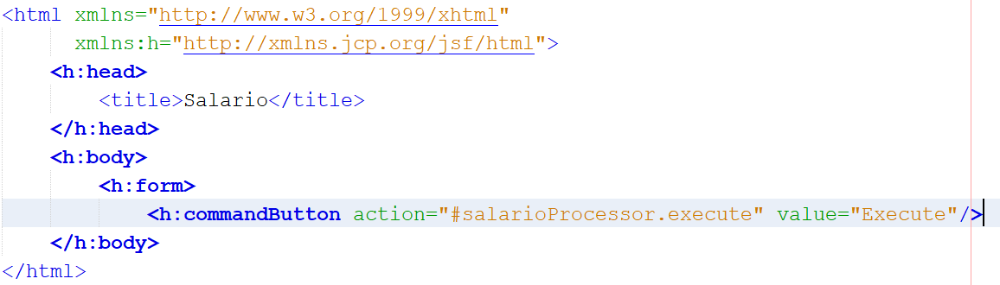 <html xmlns="http://www.w3.org/1999/xhtml"
xmlns:h="http://xmlns.jcp.org/jsf/html">
<h:head>
<title>Salario</title>
</h:head>
<h:body>
<h:form>
<h:commandButton action="#salarioProcessor.execute" value="Execute"/>
</h:body>
</html>